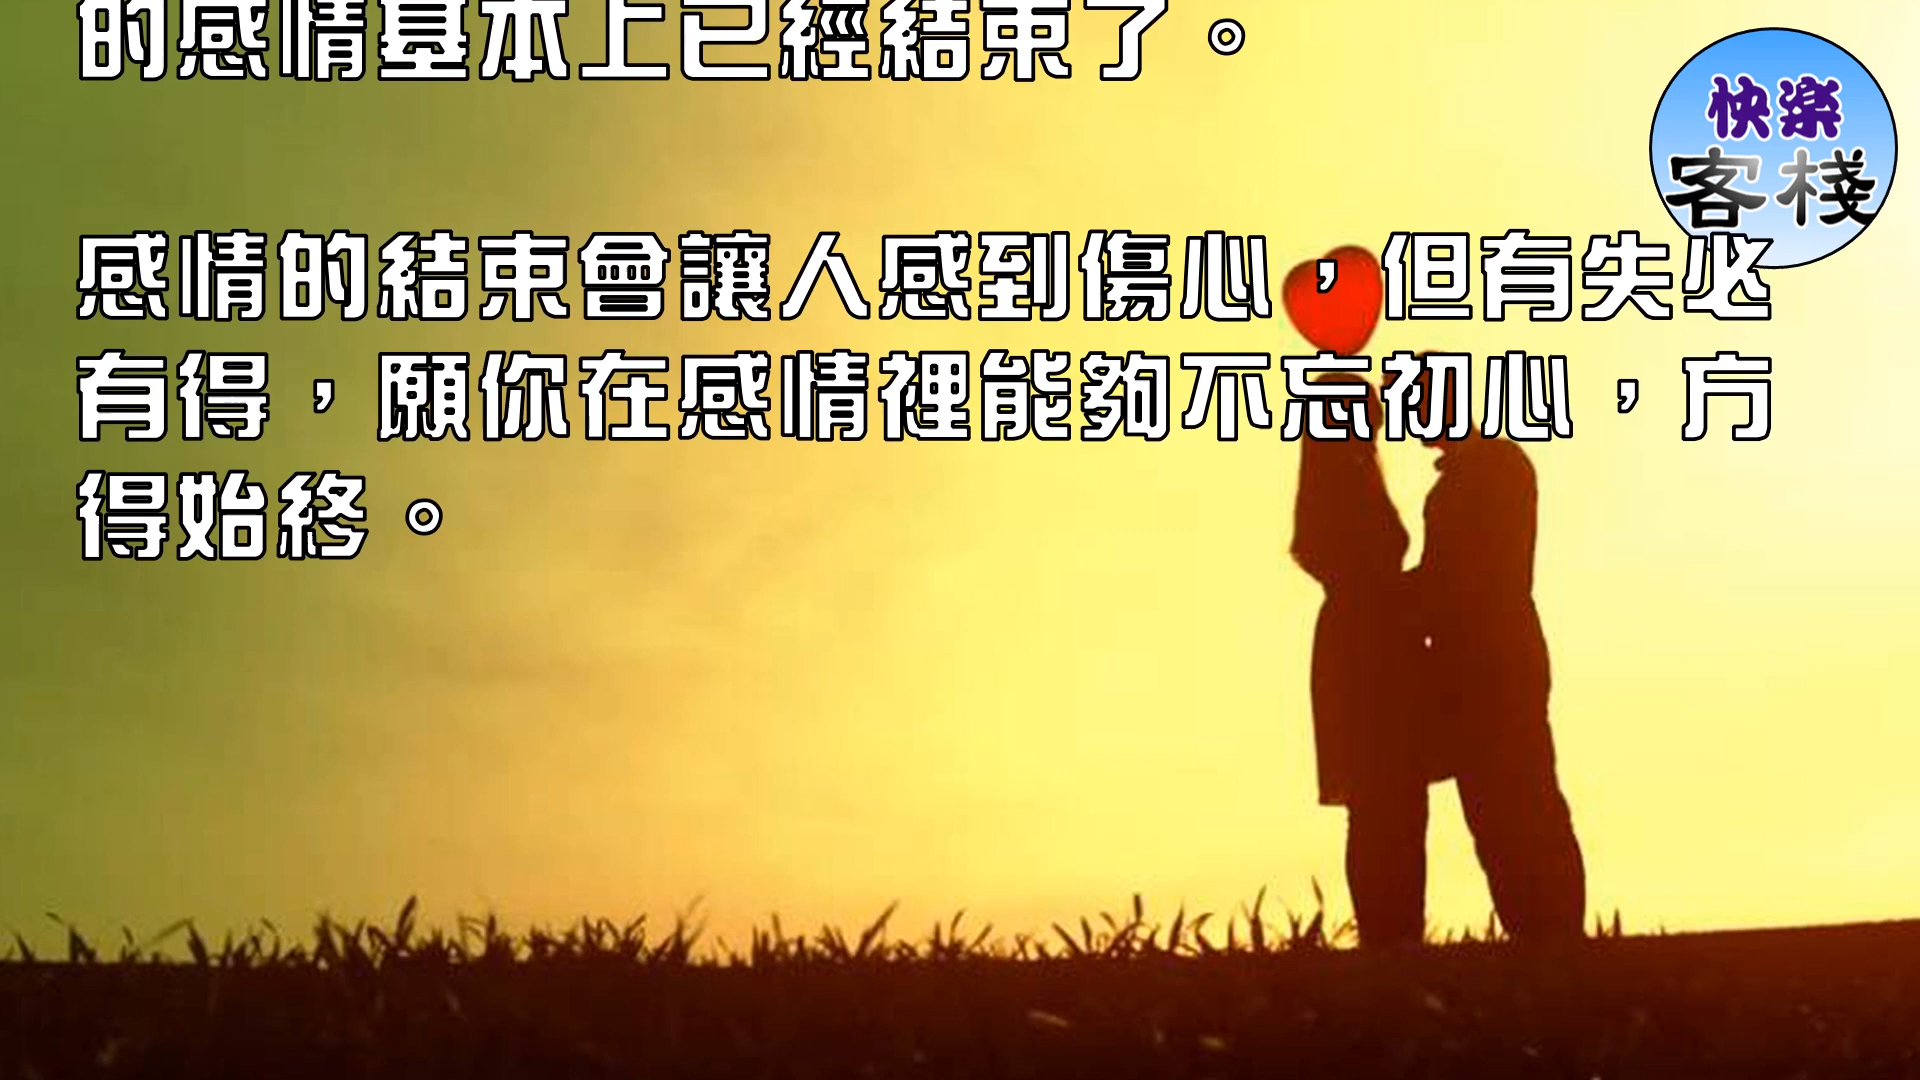 的感情基本上已經結束了。
快楽
客棧
感情的結束會讓人感到傷心，但有失必
有得，願你在感情裡能夠不忘初心，方
得始終。